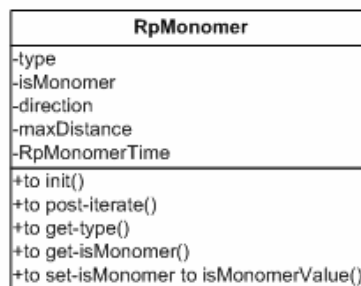 RpMonomer
-type
-isMonomer
-direction
-maxDistance
-RpMonomerTime
+to init()
+to post-iterate()
+to get-type()
+to get-isMonomer()
+to set-isMonomer to isMonomerValue()